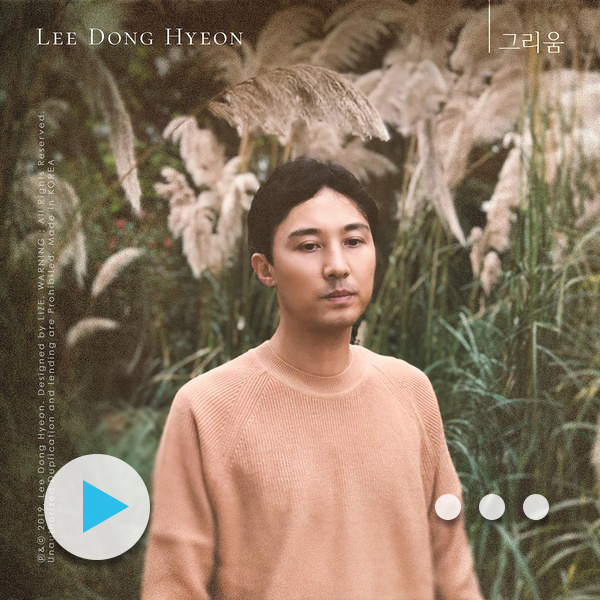 LEE DONG HYEON
그리움
℗&© 2019. Lee Dong Hyeon. Designed by LIZE. WARNING : All Rights Reserved.
Unauthorized Duplication and lending are Prohibited. Made in KOREA